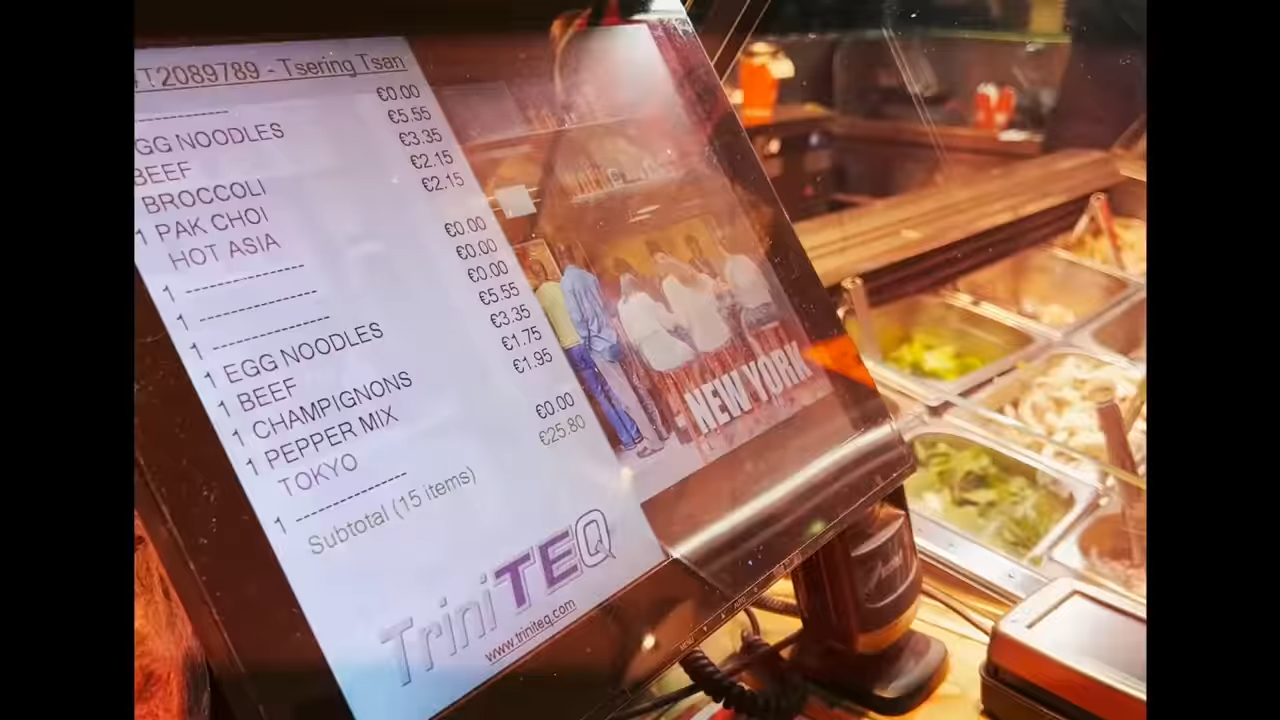 T2089789 - Tsering Tsan
---------- €0.00
GG NOODLES €5.55
BEEF €3.35
BROCCOLI €2.15
1 PAK CHOI €2.15
HOT ASIA
1 ---------------- €0.00
1 ---------------- €0.00
1 ---------------- €0.00
1 EGG NOODLES €5.55
1 BEEF €3.35
1 CHAMPIGNONS €1.75
1 PEPPER MIX €1.95
TOKYO
1 ---------------- €0.00
Subtotal (15 items) €25.80
TriniTEQ
www.triniteq.com
NEW YORK